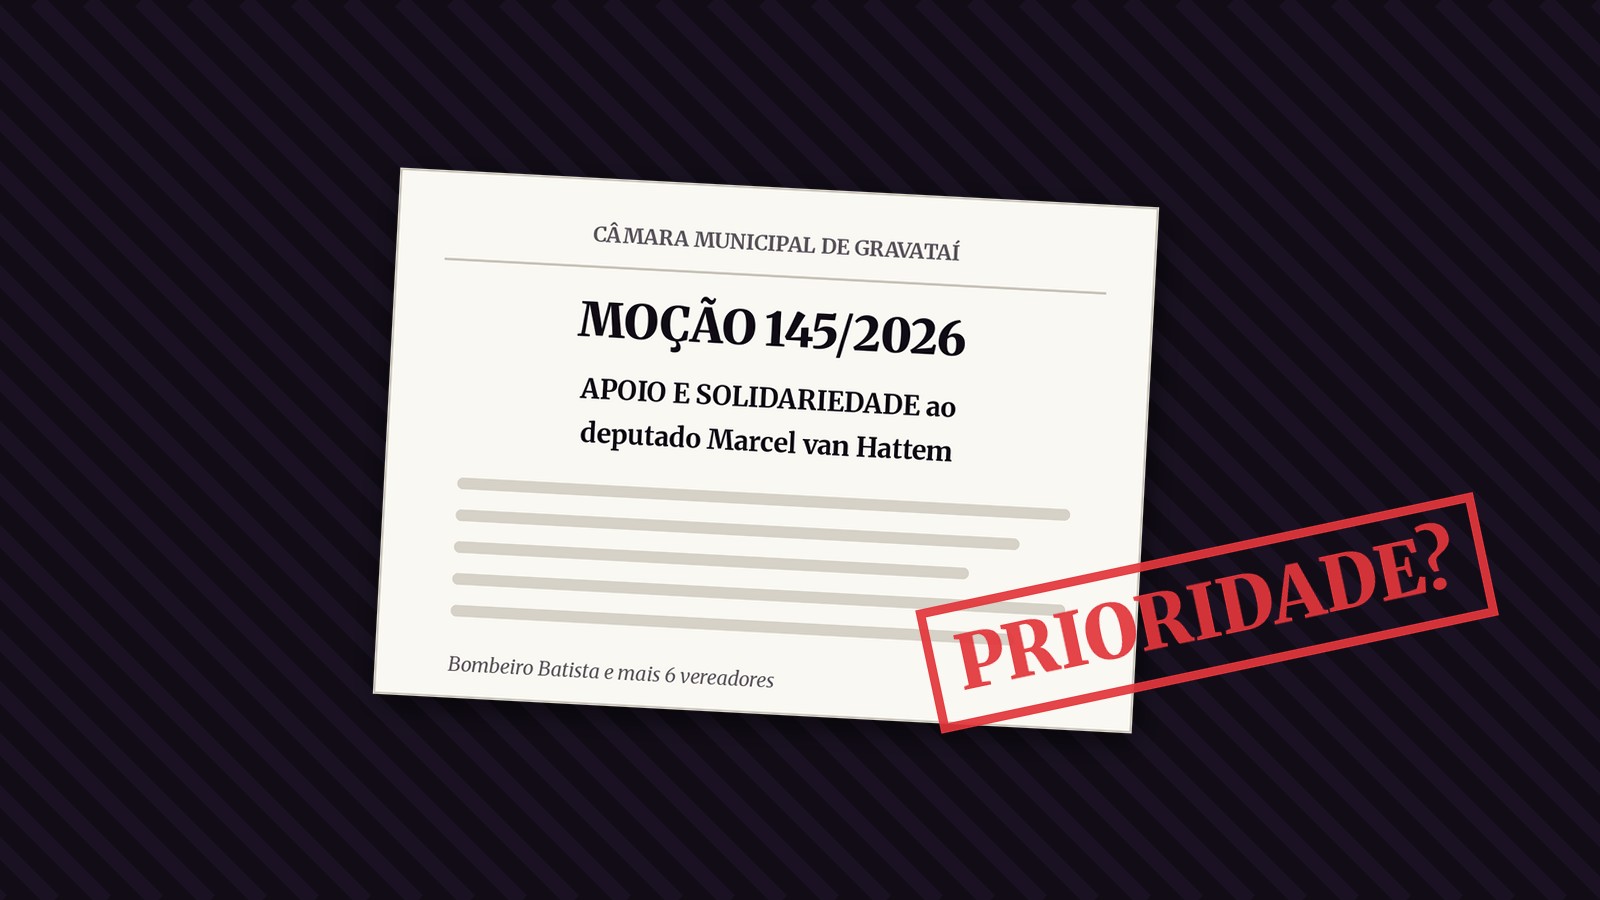 CÂMARA MUNICIPAL DE GRAVATAÍ
MOÇÃO 145/2026
APOIO E SOLIDARIEDADE ao
deputado Marcel van Hattem
Bombeiro Batista e mais 6 vereadores
PRIORIDADE?